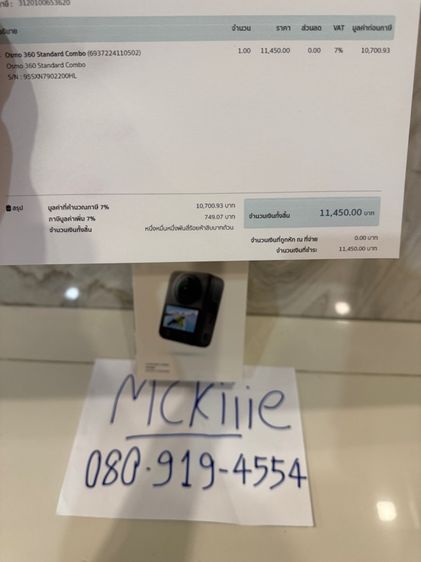 ภาษี : 3120100653620
จำนวน ราคา ส่วนลด VAT มูลค่าก่อนภาษี
Osmo 360 Standard Combo (6937224110502) 1.00 11,450.00 0.00 7% 10,700.93
Osmo 360 Standard Combo
S/N : 9S5XN7902200HL
สรุป มูลค่าที่คำนวณภาษี 7% 10,700.93 บาท
ภาษีมูลค่าเพิ่ม 7% 749.07 บาท
จำนวนเงินทั้งสิ้น หนึ่งหมื่นหนึ่งพันสี่ร้อยห้าสิบบาทถ้วน
จำนวนเงินทั้งสิ้น 11,450.00 บาท
จำนวนเงินที่ถูกหัก ณ ที่จ่าย 0.00 บาท
จำนวนเงินที่ชำระ 11,450.00 บาท
MCKiiie
080-919-4554